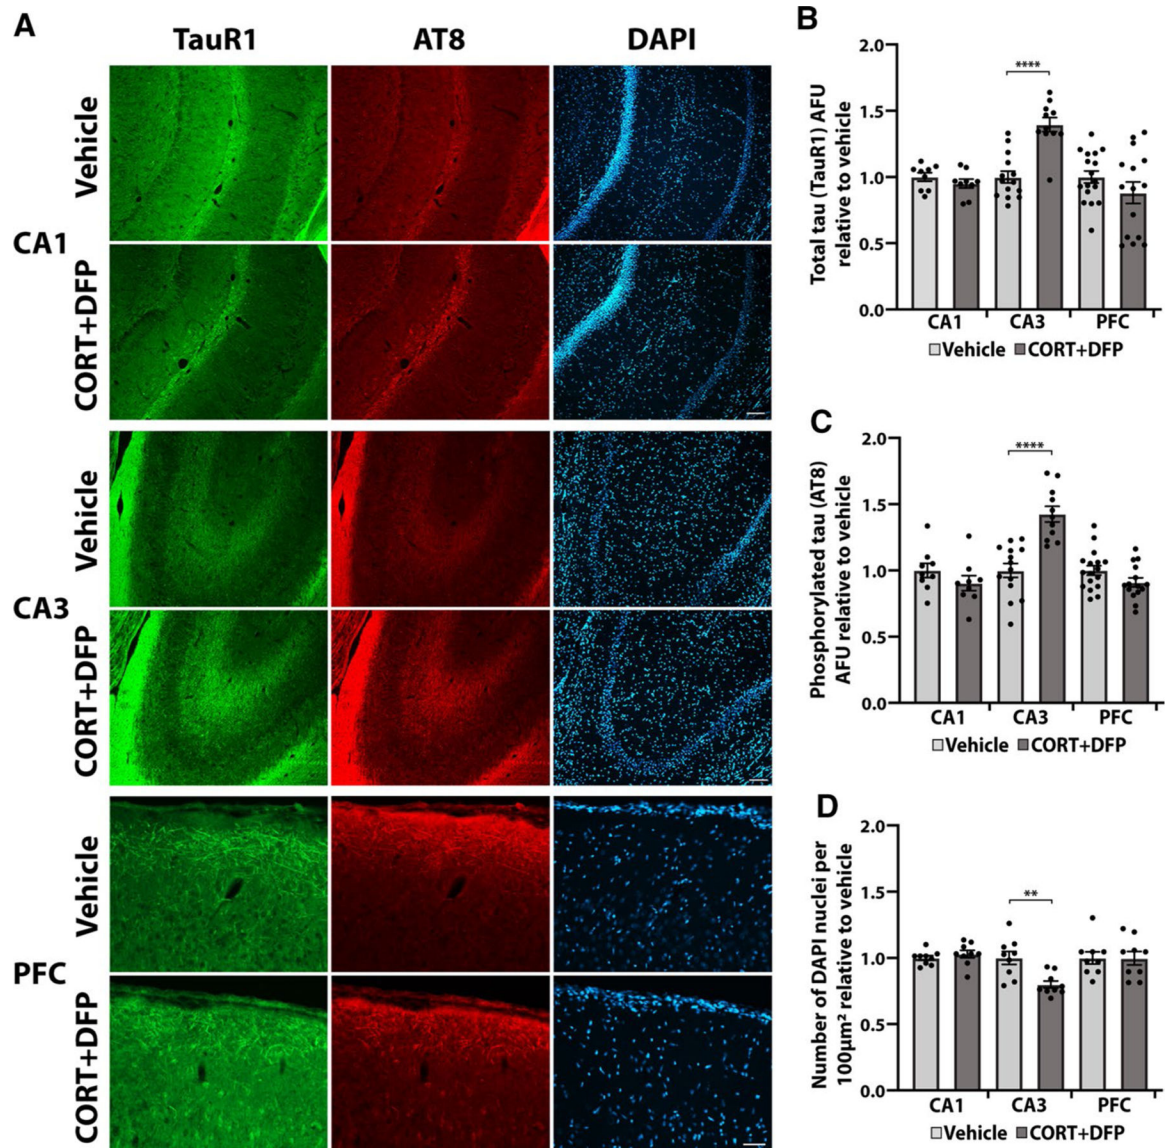 A
TauR1 AT8 DAPI
Vehicle
CA1
CORT+DFP
Vehicle
CA3
CORT+DFP
Vehicle
PFC
CORT+DFP
B
Total tau (TauR1) AFU
relative to vehicle
2.0
1.5
1.0
0.5
0.0
****
CA1 CA3 PFC
Vehicle CORT+DFP
C
Phosphorylated tau (AT8)
AFU relative to vehicle
2.0
1.5
1.0
0.5
0.0
****
CA1 CA3 PFC
Vehicle CORT+DFP
D
Number of DAPI nuclei per
100μm² relative to vehicle
2.0
1.5
1.0
0.5
0.0
**
CA1 CA3 PFC
Vehicle CORT+DFP